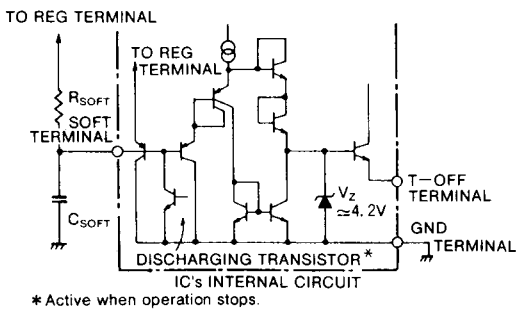 TO REG TERMINAL
TO REG
TERMINAL
RSOFT
SOFT
TERMINAL
CSOFT
VZ
≃4.2V
T–OFF
TERMINAL
GND
TERMINAL
DISCHARGING TRANSISTOR*
IC's INTERNAL CIRCUIT
*Active when operation stops.